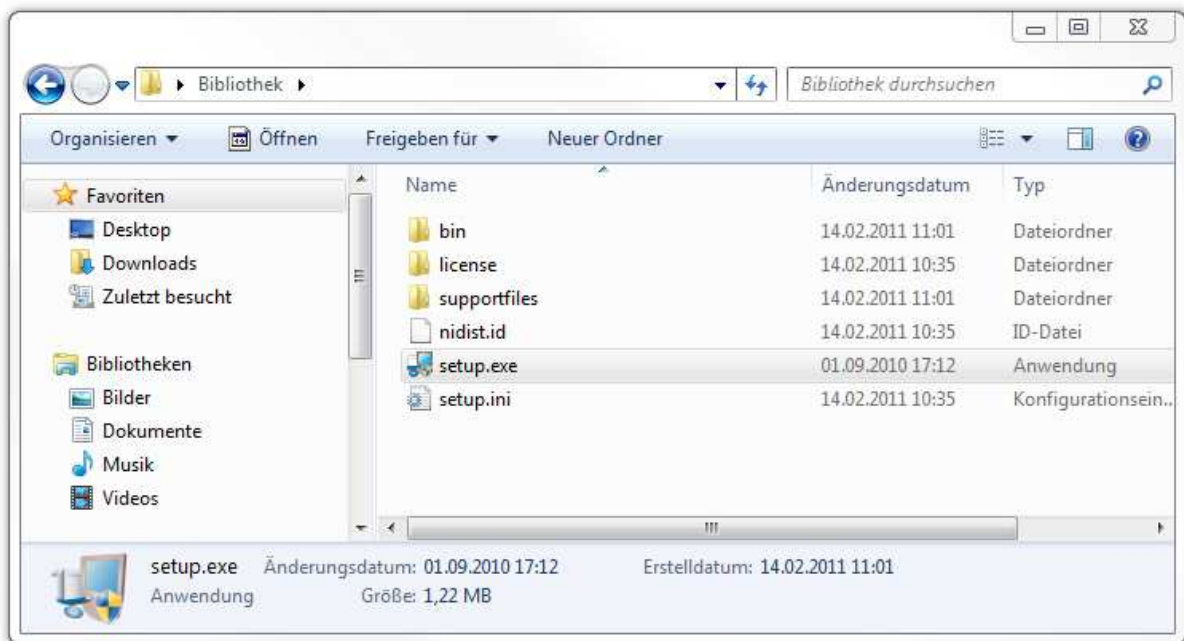 Bibliothek
Bibliothek durchsuchen
Organisieren Öffnen Freigeben für Neuer Ordner
Favoriten
Desktop
Downloads
Zuletzt besucht
Bibliotheken
Bilder
Dokumente
Musik
Videos
Name Änderungsdatum Typ
bin 14.02.2011 11:01 Dateiordner
license 14.02.2011 10:35 Dateiordner
supportfiles 14.02.2011 11:01 Dateiordner
nidist.id 14.02.2011 10:35 ID-Datei
setup.exe 01.09.2010 17:12 Anwendung
setup.ini 14.02.2011 10:35 Konfigurationsein...
setup.exe Änderungsdatum: 01.09.2010 17:12 Erstelldatum: 14.02.2011 11:01
Anwendung Größe: 1,22 MB